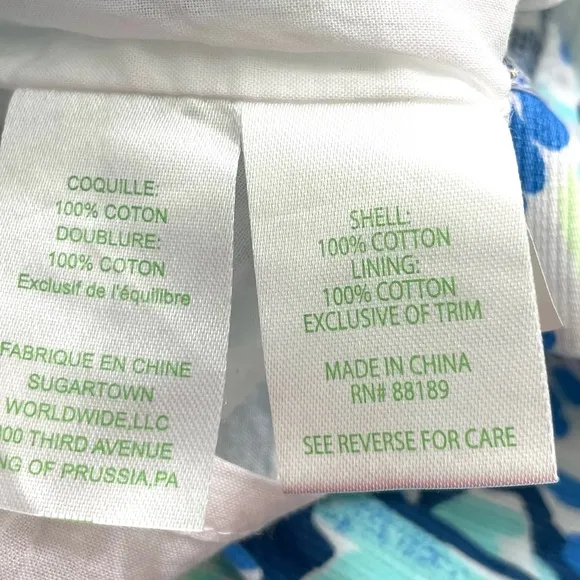 COQUILLE:
100% COTON
DOUBLURE:
100% COTON
Exclusif de l'équilibre
FABRIQUE EN CHINE
SUGARTOWN
WORLDWIDE,LLC
THIRD AVENUE
OF PRUSSIA,PA
SHELL:
100% COTTON
LINING:
100% COTTON
EXCLUSIVE OF TRIM
MADE IN CHINA
RN# 88189
SEE REVERSE FOR CARE